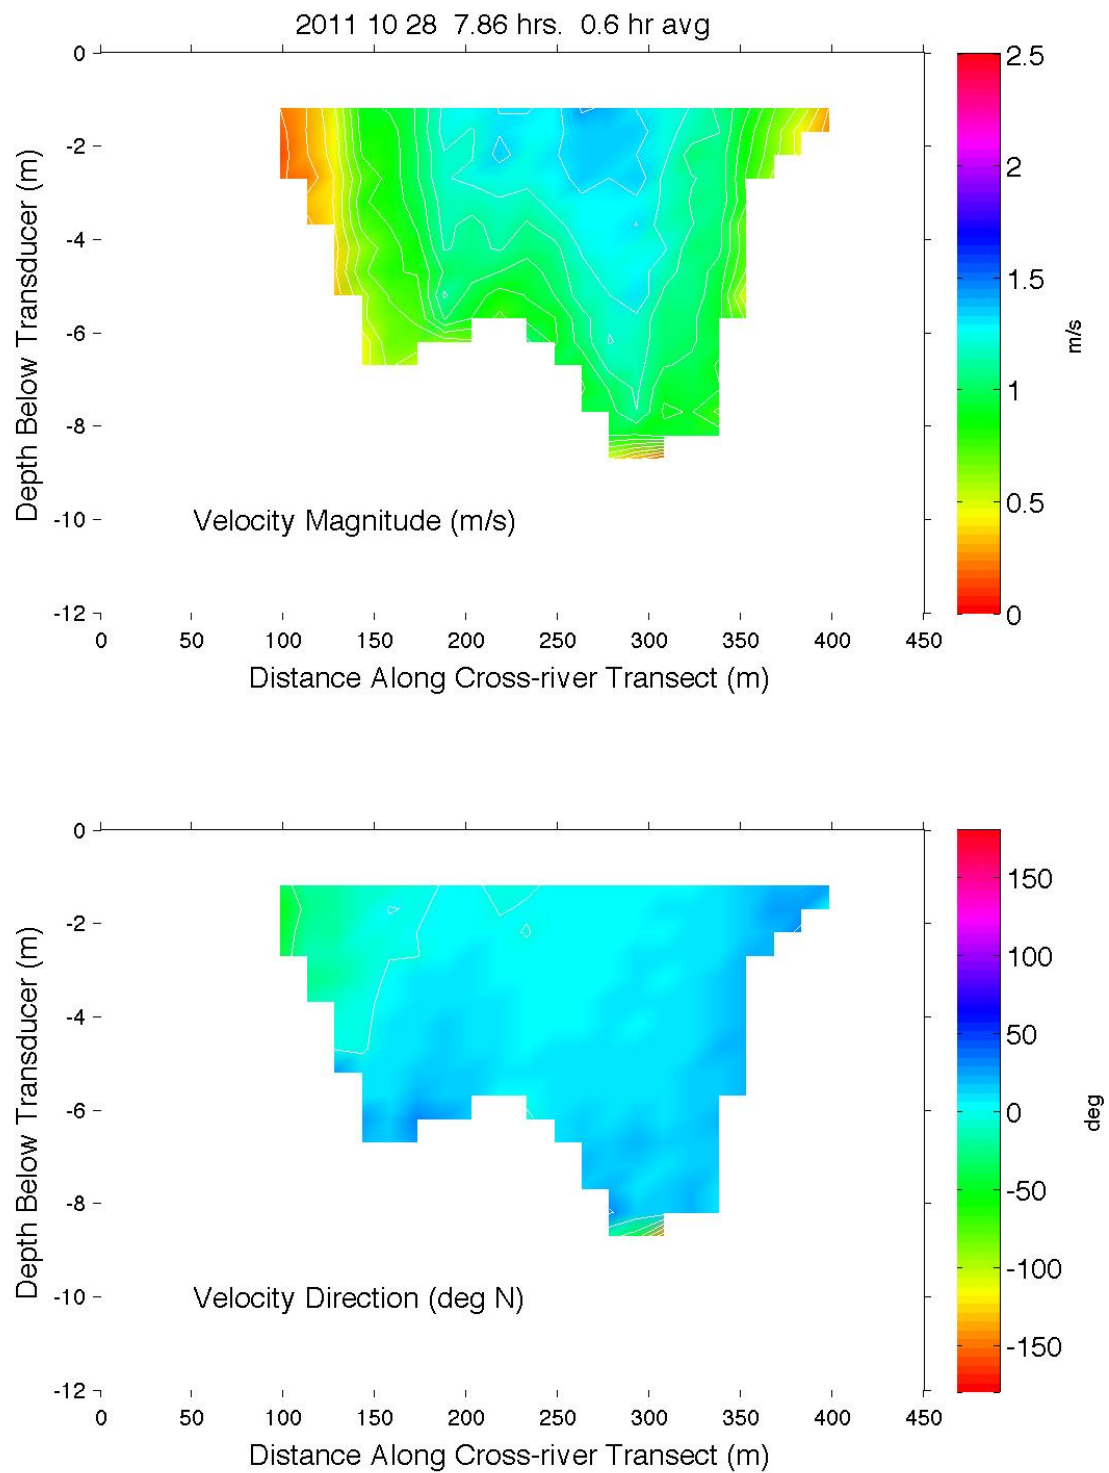 2011 10 28  7.86 hrs.  0.6 hr avg
0
-2
-4
-6
-8
-10
-12
Depth Below Transducer (m)
Velocity Magnitude (m/s)
0 50 100 150 200 250 300 350 400 450
Distance Along Cross-river Transect (m)
2.5
2
1.5
1
0.5
0
m/s
0
-2
-4
-6
-8
-10
-12
Depth Below Transducer (m)
Velocity Direction (deg N)
0 50 100 150 200 250 300 350 400 450
Distance Along Cross-river Transect (m)
150
100
50
0
-50
-100
-150
deg